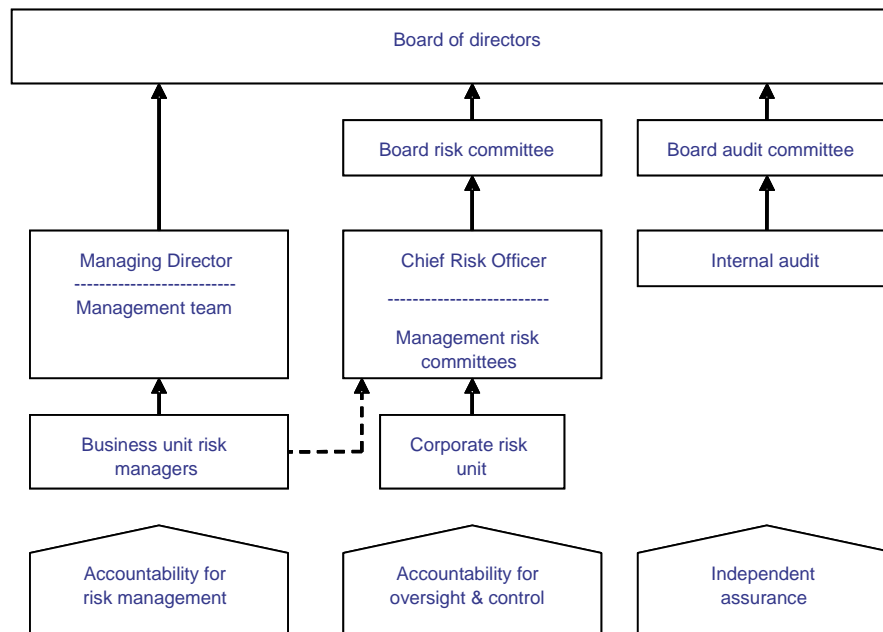 Board of directors
Board risk committee
Board audit committee
Managing Director
---------------------------
Management team
Chief Risk Officer
---------------------------
Management risk
committees
Internal audit
Business unit risk
managers
Corporate risk
unit
Accountability for
risk management
Accountability for
oversight & control
Independent
assurance